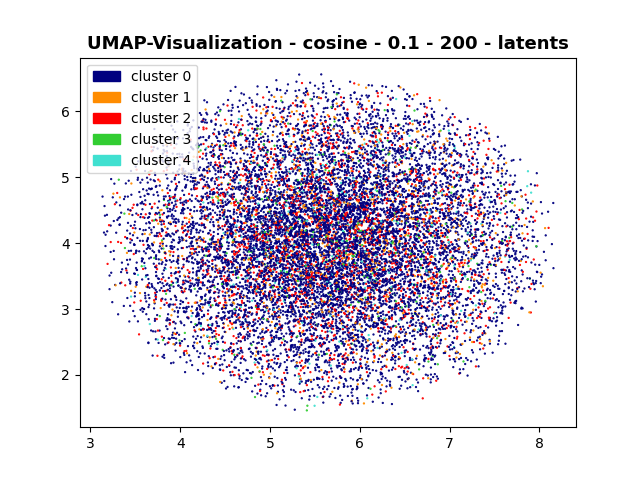 UMAP-Visualization - cosine - 0.1 - 200 - latents
cluster 0
cluster 1
cluster 2
cluster 3
cluster 4
6
5
4
3
2
3 4 5 6 7 8